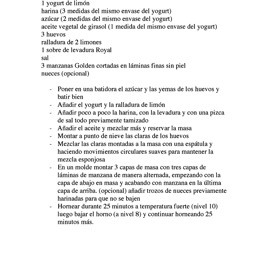 1 yogurt de limón
harina (3 medidas del mismo envase del yogurt)
azúcar (2 medidas del mismo envase del yogurt)
aceite vegetal de girasol (1 medida del mismo envase del yogurt)
3 huevos
ralladura de 2 limones
1 sobre de levadura Royal
sal
3 manzanas Golden cortadas en láminas finas sin piel
nueces (opcional)
- Poner en una batidora el azúcar y las yemas de los huevos y
batir bien
- Añadir el yogurt y la ralladura de limón
- Añadir poco a poco la harina, con la levadura y con una pizca
de sal todo previamente tamizado
- Añadir el aceite y mezclar más y reservar la masa
- Montar a punto de nieve las claras de los huevos
- Mezclar las claras montadas a la masa con una espátula y
haciendo movimientos circulares suaves para mantener la
mezcla esponjosa
- En un molde montar 3 capas de masa con tres capas de
láminas de manzana de manera alternada, empezando con la
capa de abajo en masa y acabando con manzana en la última
capa de arriba. (opcional) añadir trozos de nueces previamente
harinadas para que no se bajen
- Hornear durante 25 minutos a temperatura fuerte (nivel 10)
luego bajar el horno (a nivel 8) y continuar horneando 25
minutos más.